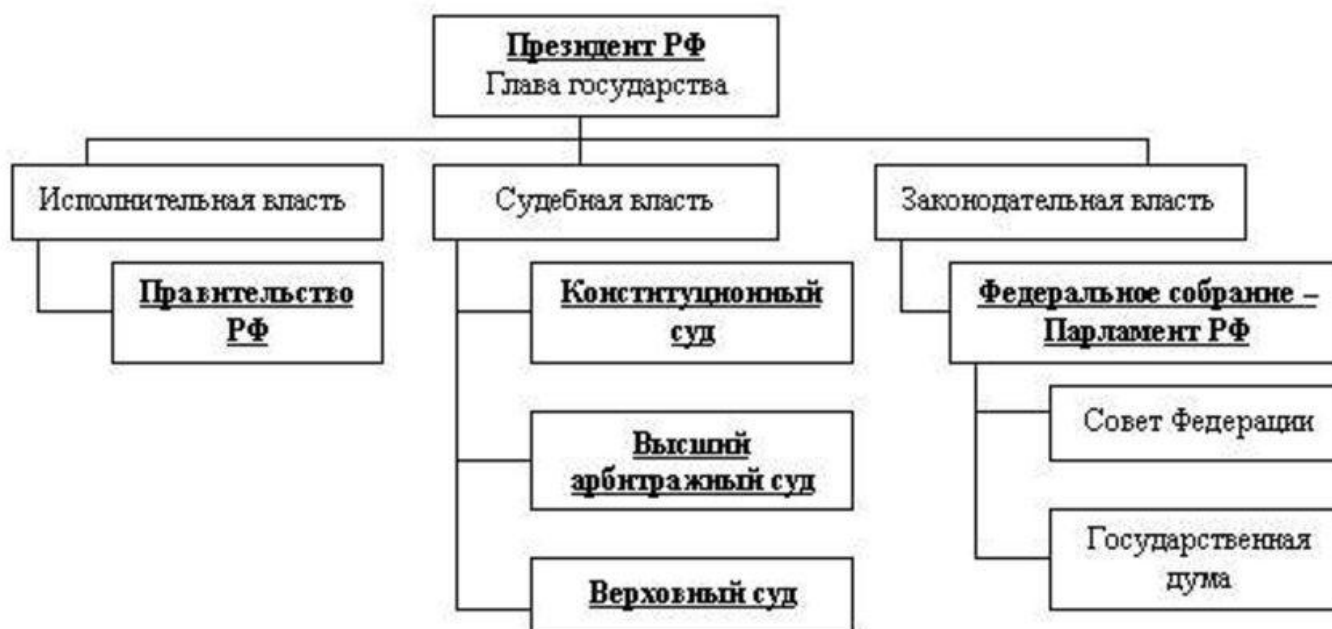 Президент РФ
Глава государства
Исполнительная власть
Судебная власть
Законодательная власть
Правительство
РФ
Конституционный
суд
Федеральное собрание –
Парламент РФ
Совет Федерации
Высший
арбитражный суд
Государственная
дума
Верховный суд